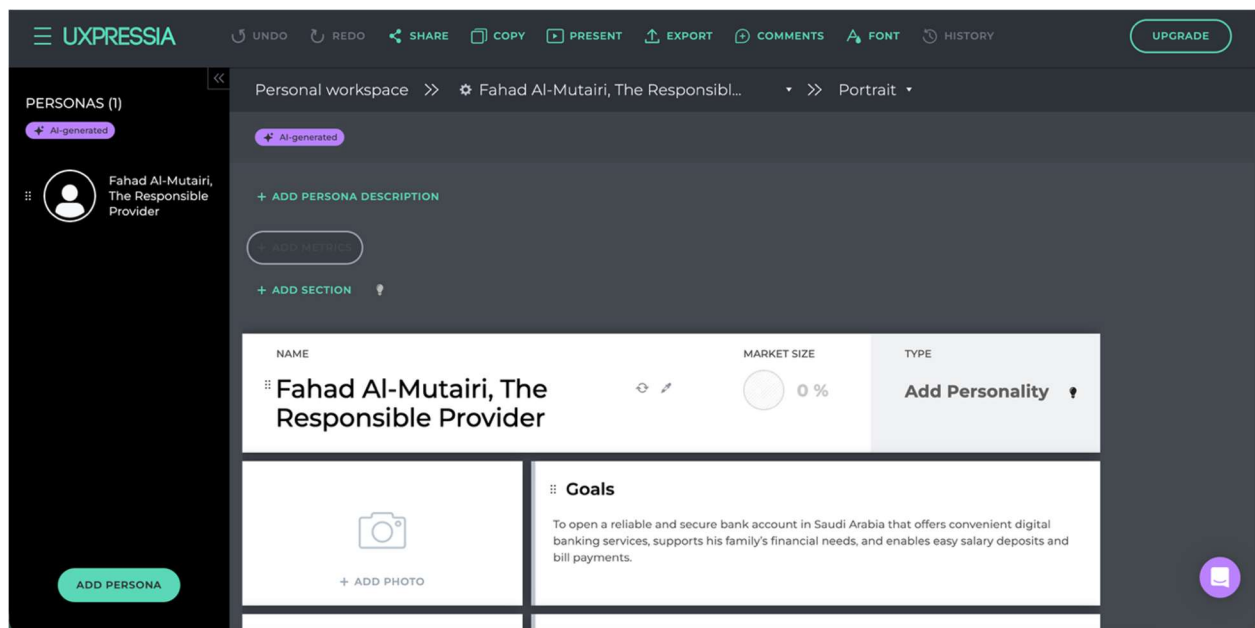 UXPRESSIA
UNDO
REDO
SHARE
COPY
PRESENT
EXPORT
COMMENTS
FONT
HISTORY
UPGRADE
PERSONAS (1)
AI-generated
Fahad Al-Mutairi,
The Responsible
Provider
ADD PERSONA
Personal workspace >> Fahad Al-Mutairi, The Responsibl... >> Portrait
AI-generated
+ ADD PERSONA DESCRIPTION
+ ADD METRICS
+ ADD SECTION
NAME
Fahad Al-Mutairi, The
Responsible Provider
MARKET SIZE
0 %
TYPE
Add Personality
+ ADD PHOTO
Goals
To open a reliable and secure bank account in Saudi Arabia that offers convenient digital
banking services, supports his family's financial needs, and enables easy salary deposits and
bill payments.